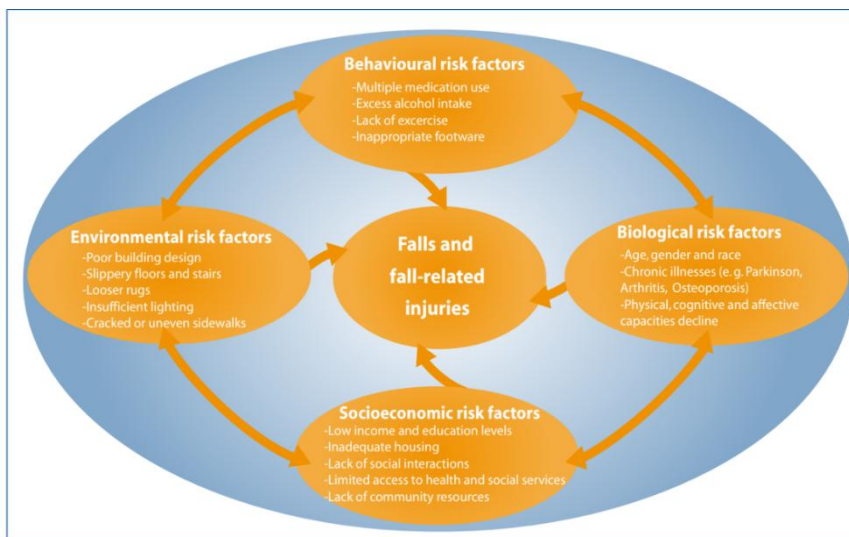 Behavioural risk factors
-Multiple medication use
-Excess alcohol intake
-Lack of excercise
-Inappropriate footware
Environmental risk factors
-Poor building design
-Slippery floors and stairs
-Looser rugs
-Insufficient lighting
-Cracked or uneven sidewalks
Falls and
fall-related
injuries
Biological risk factors
-Age, gender and race
-Chronic illnesses (e. g. Parkinson,
Arthritis, Osteoporosis)
-Physical, cognitive and affective
capacities decline
Socioeconomic risk factors
-Low income and education levels
-Inadequate housing
-Lack of social interactions
-Limited access to health and social services
-Lack of community resources